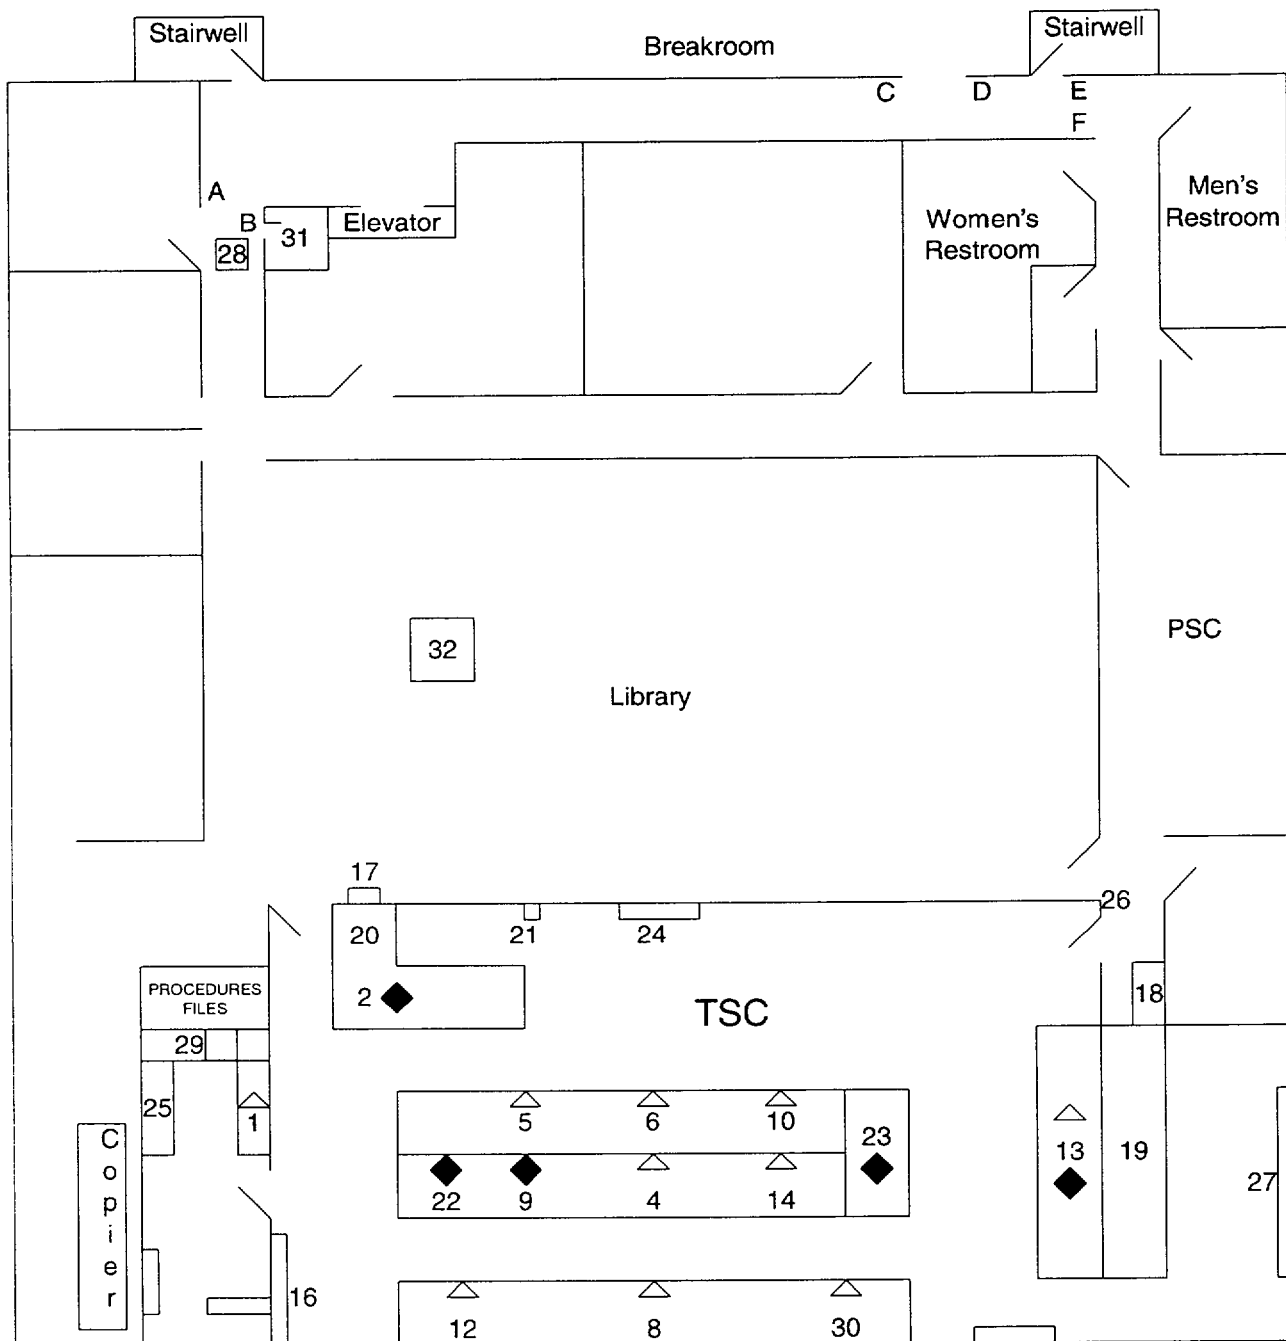 Stairwell
Breakroom
Stairwell
C
D
E
F
A
B
31
Elevator
28
Women's
Restroom
Men's
Restroom
32
Library
PSC
17
20
21
24
26
2
TSC
18
PROCEDURES
FILES
29
25
1
Copier
5
6
10
23
22
9
4
14
13
19
27
16
12
8
30